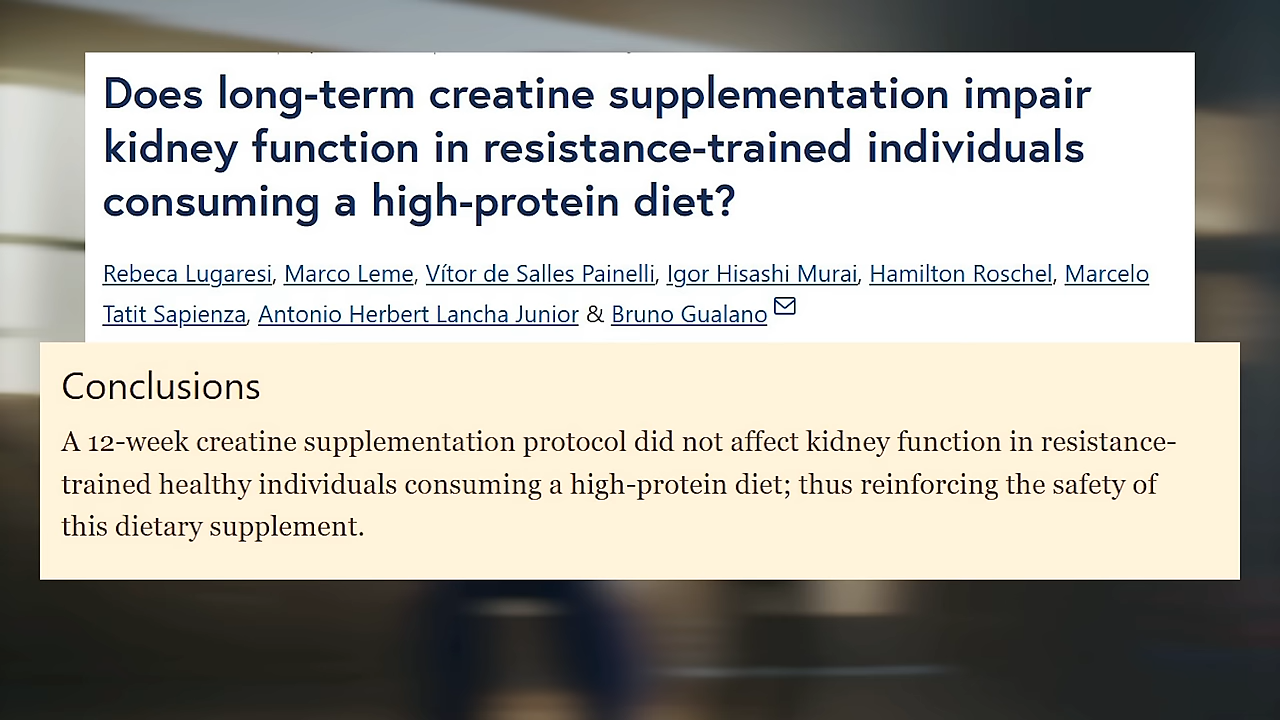 Does long-term creatine supplementation impair
kidney function in resistance-trained individuals
consuming a high-protein diet?
Rebeca Lugaresi, Marco Leme, Vítor de Salles Painelli, Igor Hisashi Murai, Hamilton Roschel, Marcelo
Tatit Sapienza, Antonio Herbert Lancha Junior & Bruno Gualano
Conclusions
A 12-week creatine supplementation protocol did not affect kidney function in resistance-
trained healthy individuals consuming a high-protein diet; thus reinforcing the safety of
this dietary supplement.